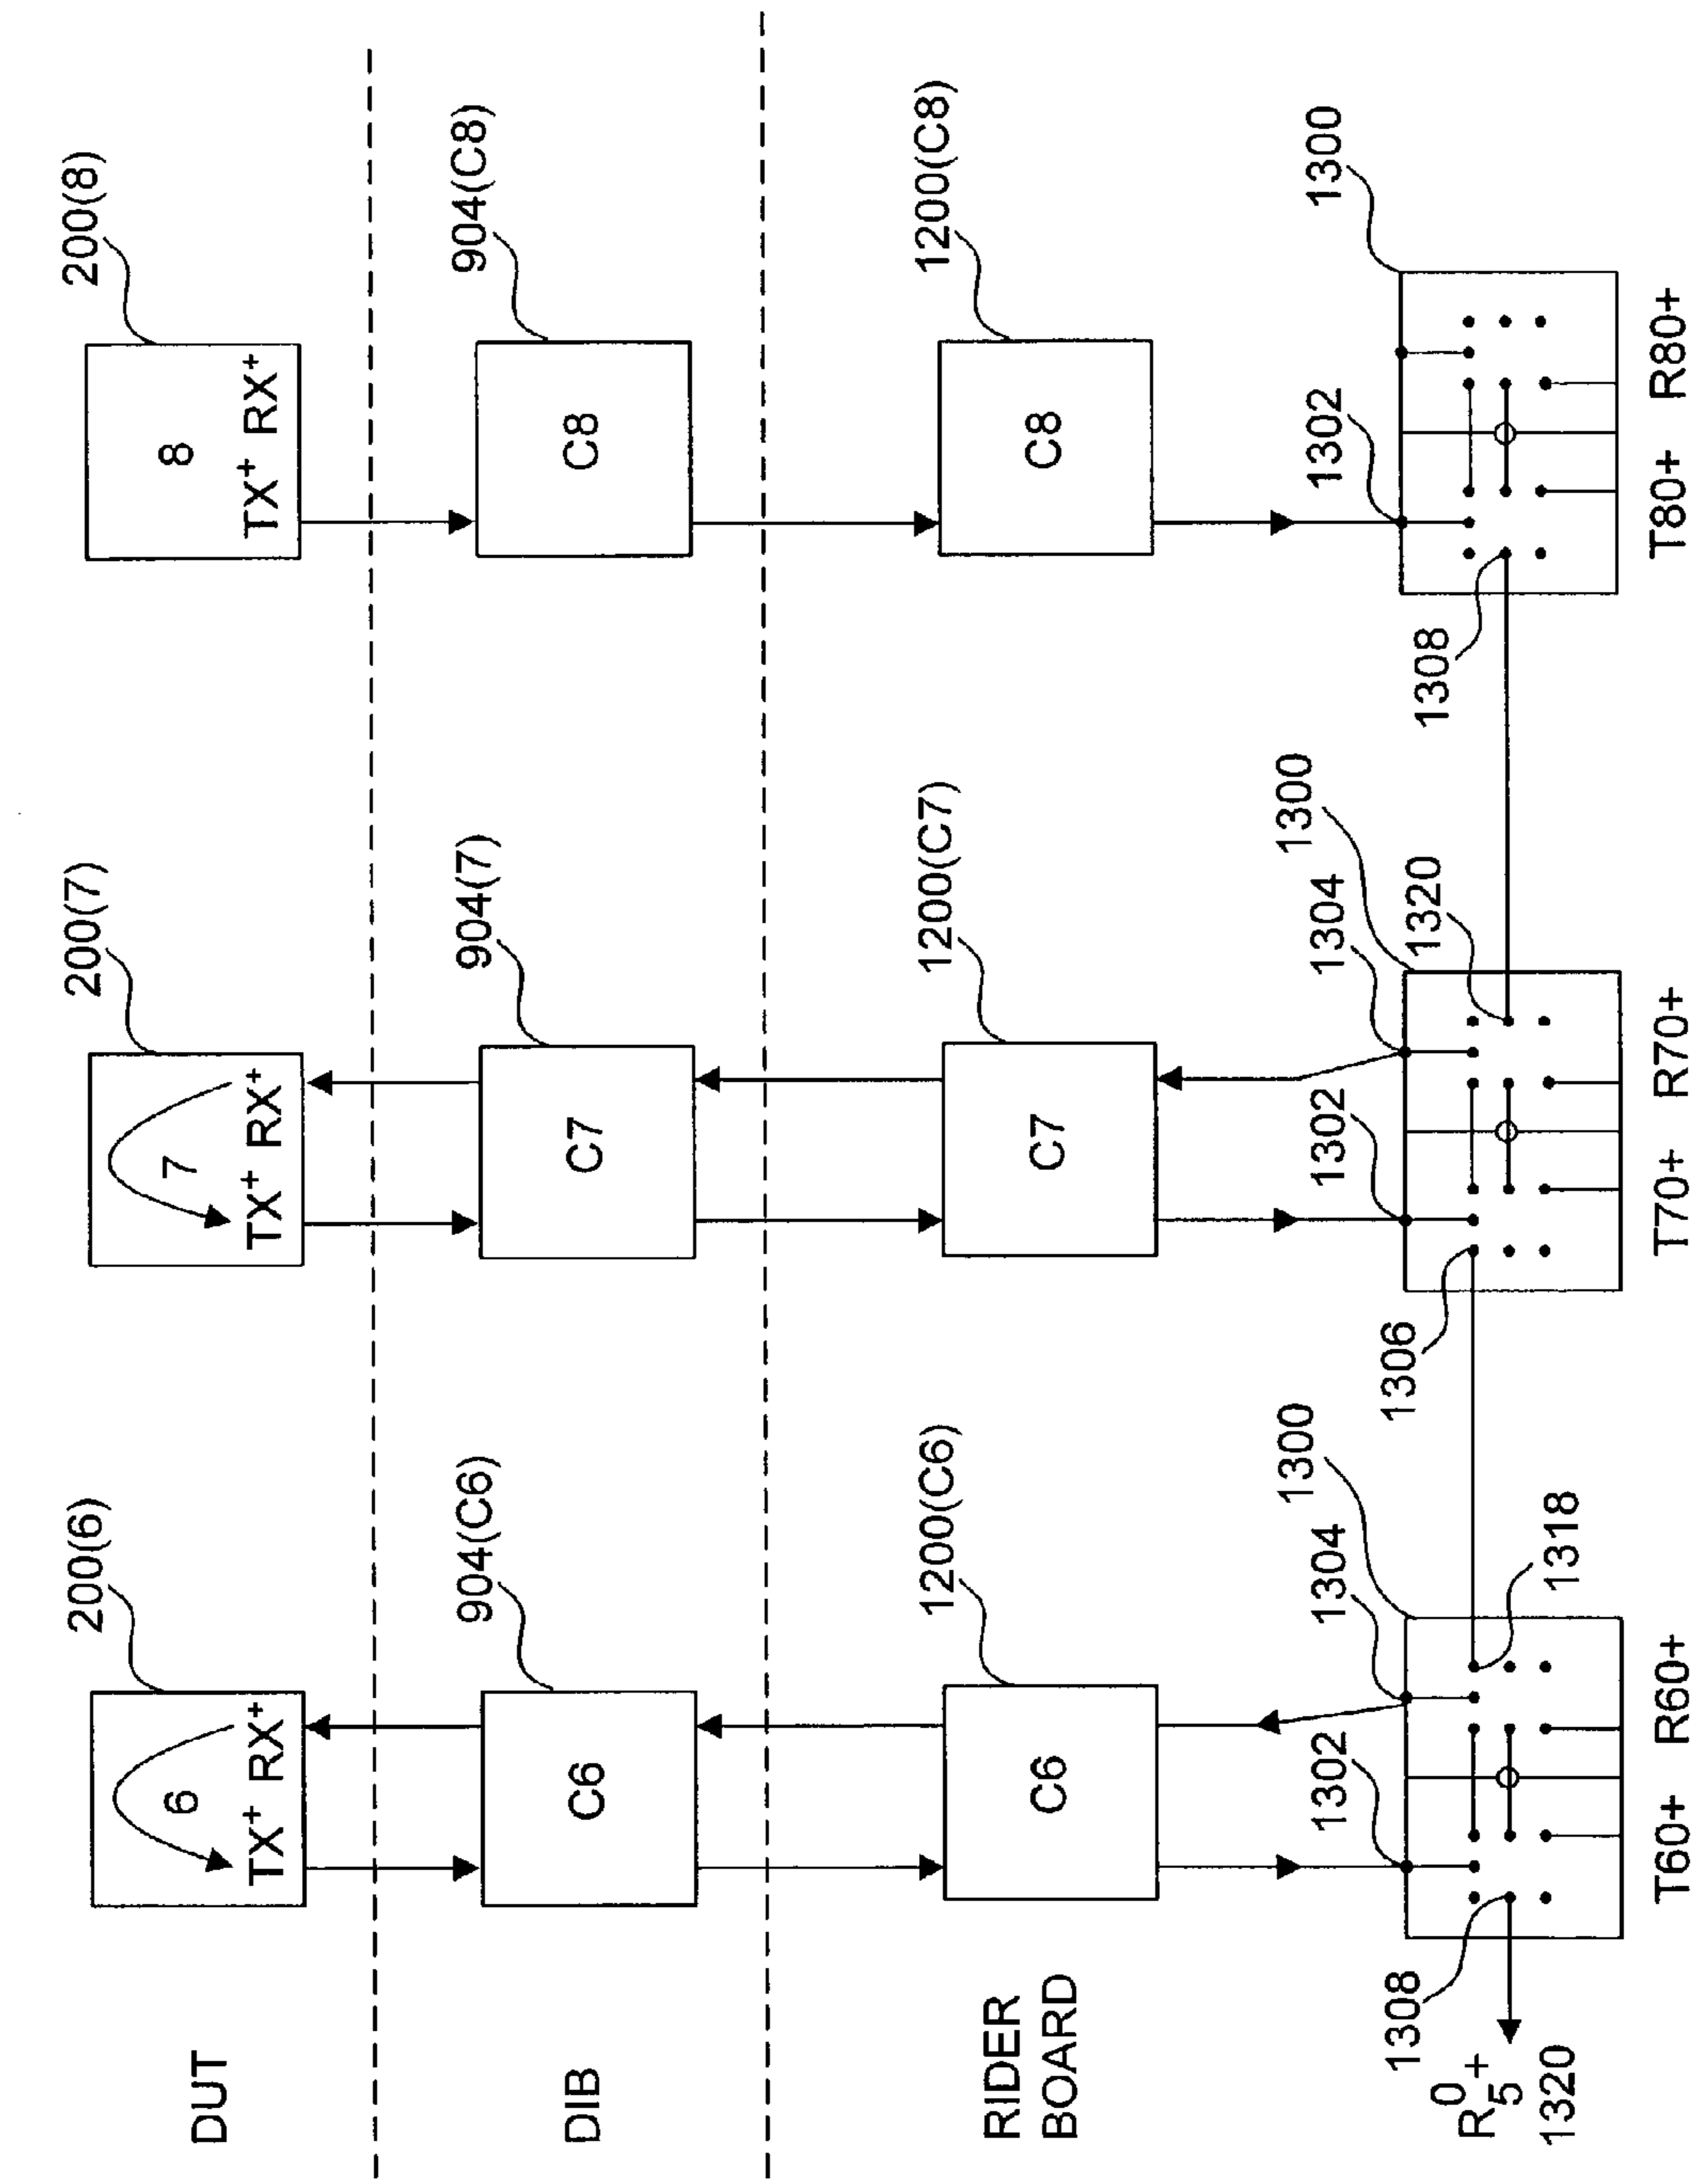 200(6)
200(7)
200(8)
DUT
6
TX+ RX+
7
TX+ RX+
8
TX+ RX+
904(C6)
904(7)
904(C8)
DIB
C6
C7
C8
1200(C6)
1200(C7)
1200(C8)
RIDER
BOARD
C6
C7
C8
1300
1300
1300
1302
1304
1302
1304
1302
1308
1318
1306
1320
1308
R50+
1320
T60+ R60+
T70+ R70+
T80+ R80+